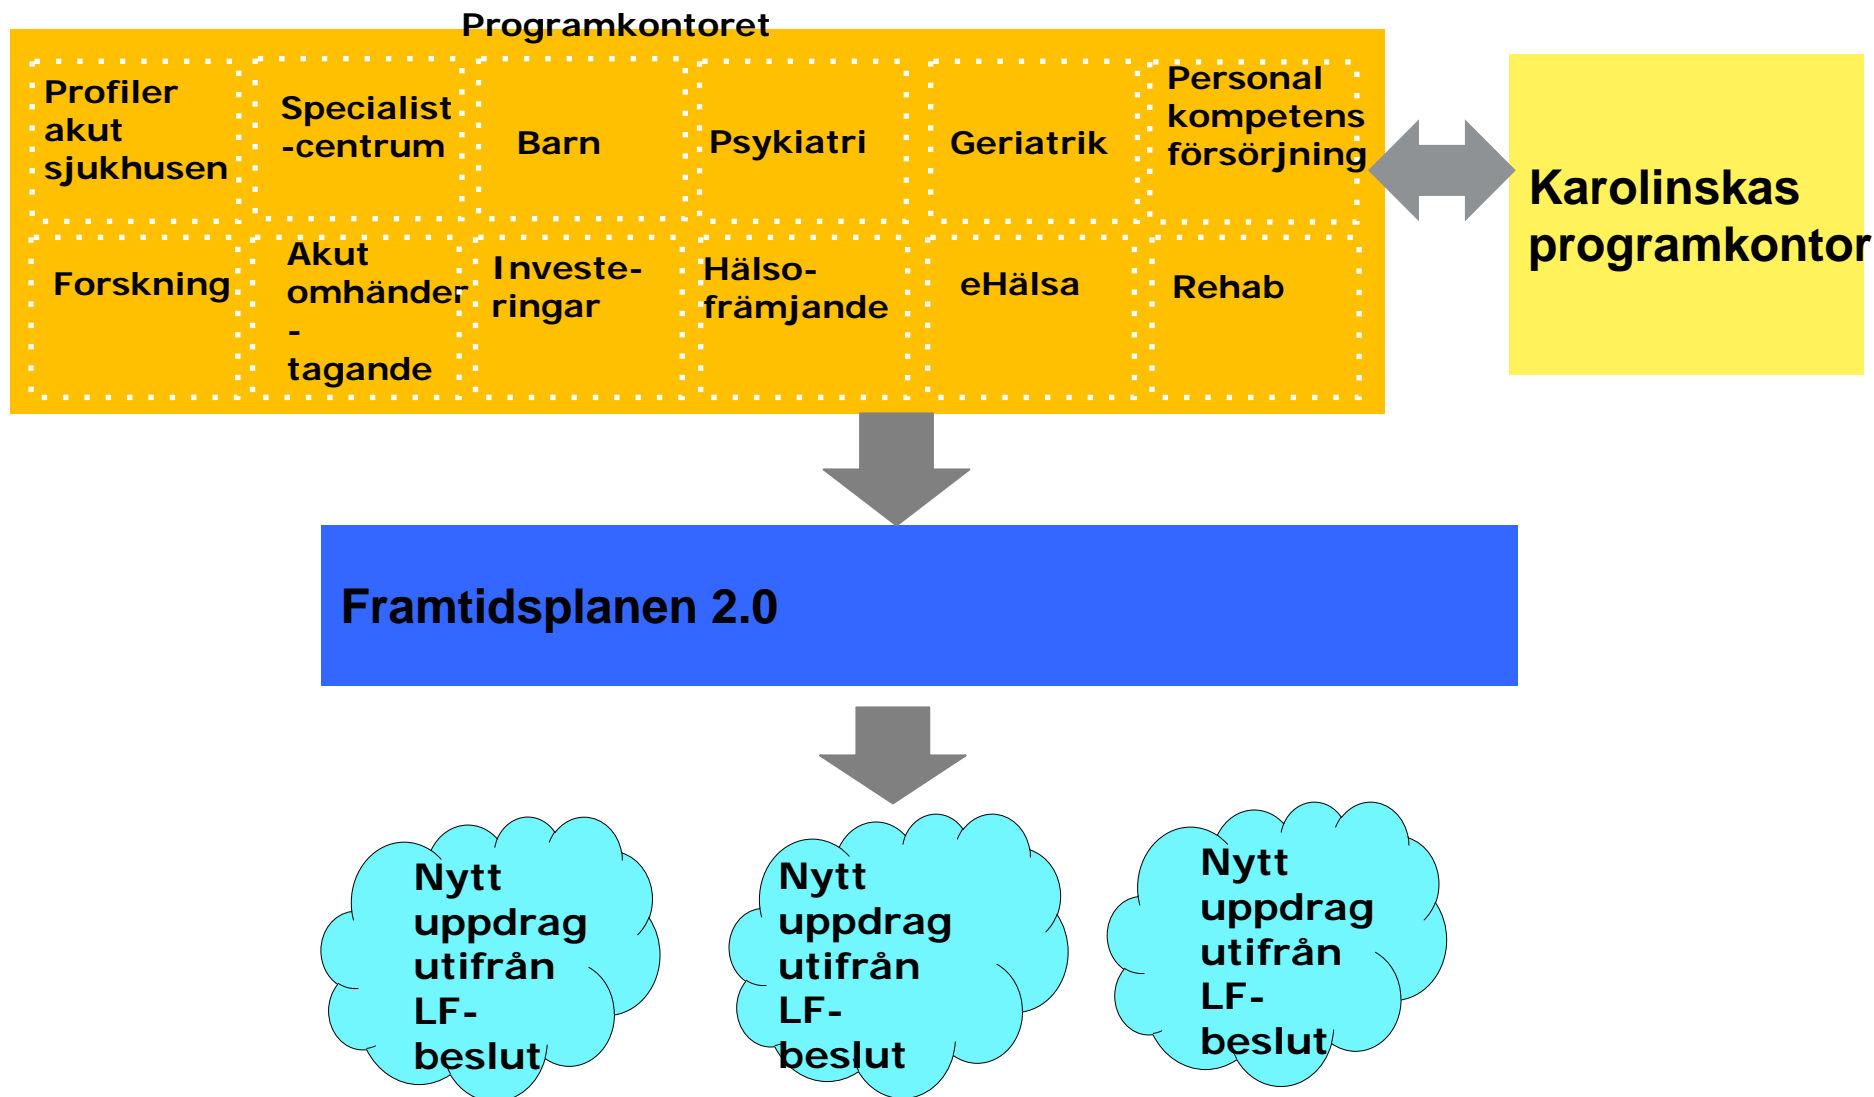 Programkontoret
Profiler
akut
sjukhusen
Specialist
-centrum
Barn
Psykiatri
Geriatrik
Personal
kompetens
försörjning
Karolinskas
programkontor
Forskning
Akut
omhänder
-
tagande
Investe-
ringar
Hälso-
främjande
eHälsa
Rehab
Framtidsplanen 2.0
Nytt
uppdrag
utifrån
LF-
beslut
Nytt
uppdrag
utifrån
LF-
beslut
Nytt
uppdrag
utifrån
LF-
beslut